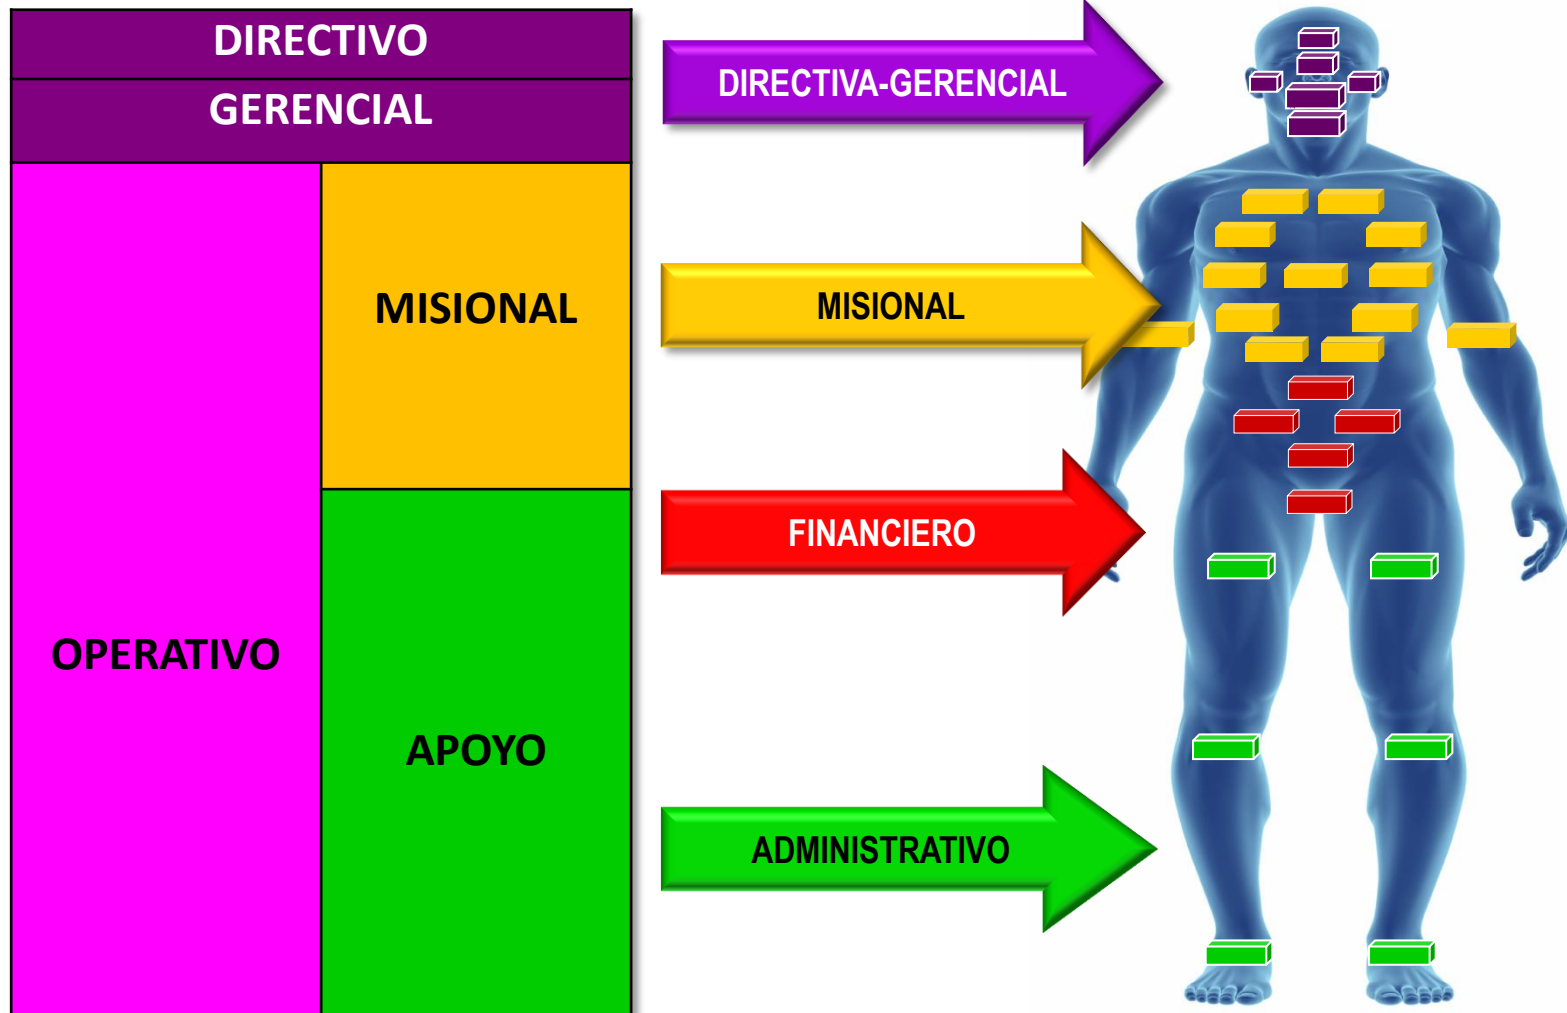 DIRECTIVO
GERENCIAL
OPERATIVO
MISIONAL
APOYO
DIRECTIVA-GERENCIAL
MISIONAL
FINANCIERO
ADMINISTRATIVO